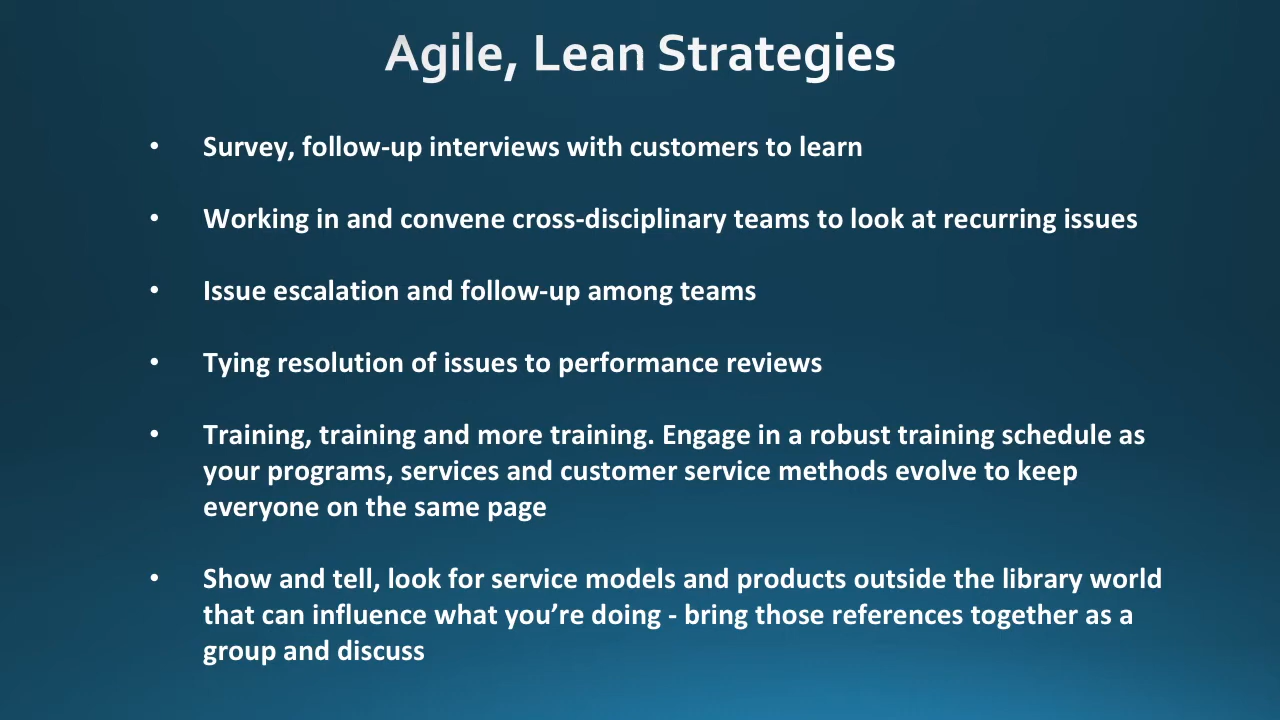 Agile, Lean Strategies
• Survey, follow-up interviews with customers to learn
• Working in and convene cross-disciplinary teams to look at recurring issues
• Issue escalation and follow-up among teams
• Tying resolution of issues to performance reviews
• Training, training and more training. Engage in a robust training schedule as
your programs, services and customer service methods evolve to keep
everyone on the same page
• Show and tell, look for service models and products outside the library world
that can influence what you’re doing - bring those references together as a
group and discuss